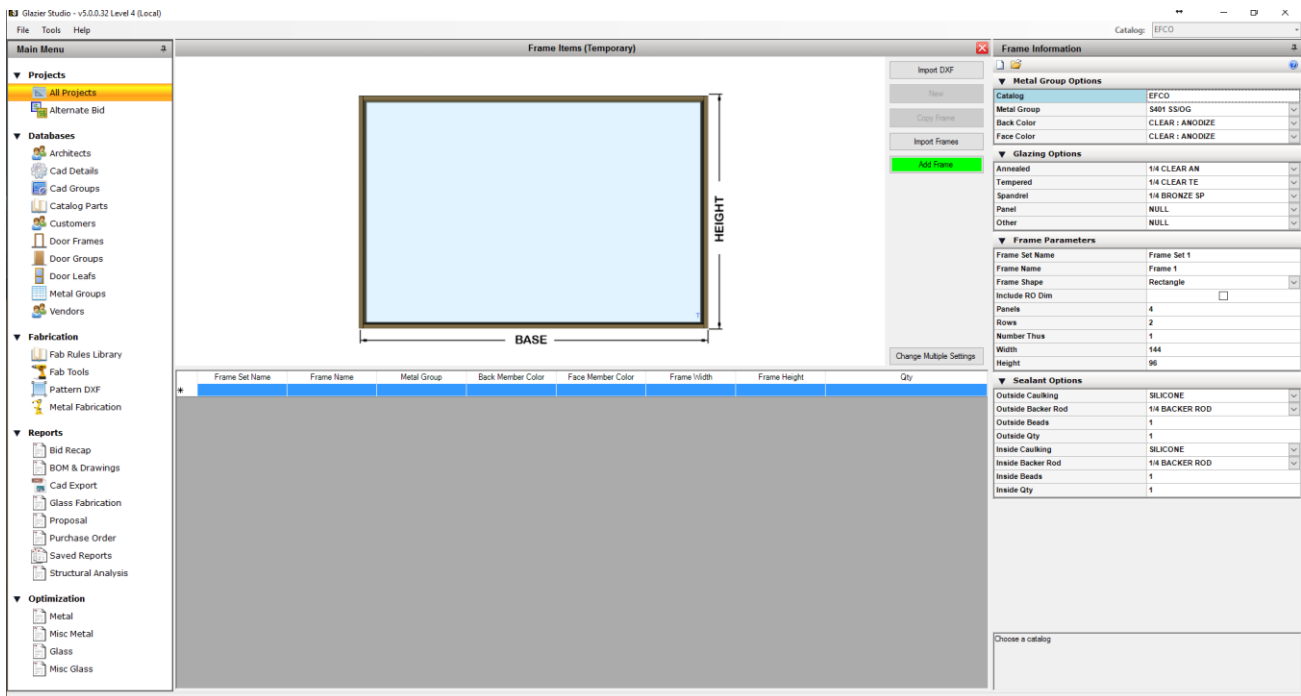 Glazier Studio - v5.0.0.32 Level 4 (Local)
File Tools Help
Catalog: EFCO
Main Menu
Projects
All Projects
Alternate Bid
Databases
Architects
Cad Details
Cad Groups
Catalog Parts
Customers
Door Frames
Door Groups
Door Leafs
Metal Groups
Vendors
Fabrication
Fab Rules Library
Fab Tools
Pattern DXF
Metal Fabrication
Reports
Bid Recap
BOM & Drawings
Cad Export
Glass Fabrication
Proposal
Purchase Order
Saved Reports
Structural Analysis
Optimization
Metal
Misc Metal
Glass
Misc Glass
Frame Items (Temporary)
HEIGHT
T
BASE
Import DXF
New
Copy Frame
Import Frames
Add Frame
Change Multiple Settings
Frame Set Name Frame Name Metal Group Back Member Color Face Member Color Frame Width Frame Height Qty
Frame Information
Metal Group Options
Catalog EFCO
Metal Group S401 SS/OG
Back Color CLEAR : ANODIZE
Face Color CLEAR : ANODIZE
Glazing Options
Annealed 1/4 CLEAR AN
Tempered 1/4 CLEAR TE
Spandrel 1/4 BRONZE SP
Panel NULL
Other NULL
Frame Parameters
Frame Set Name Frame Set 1
Frame Name Frame 1
Frame Shape Rectangle
Include RO Dim
Panels 4
Rows 2
Number Thus 1
Width 144
Height 96
Sealant Options
Outside Caulking SILICONE
Outside Backer Rod 1/4 BACKER ROD
Outside Beads 1
Outside Qty 1
Inside Caulking SILICONE
Inside Backer Rod 1/4 BACKER ROD
Inside Beads 1
Inside Qty 1
Choose a catalog